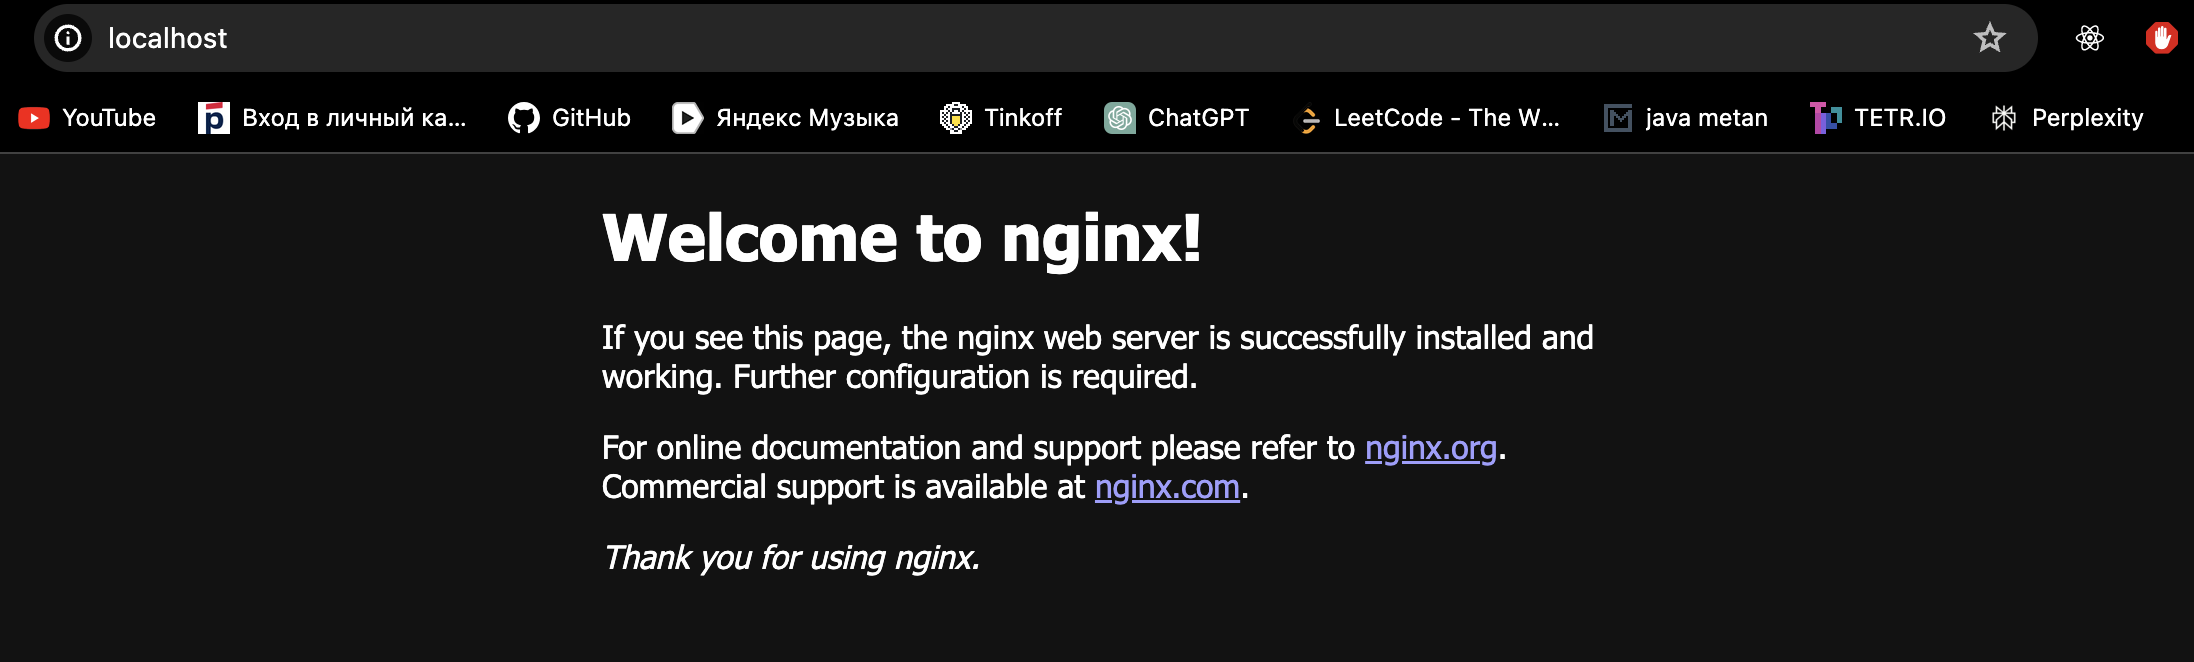 localhost
YouTube Вход в личный ка... GitHub Яндекс Музыка Tinkoff ChatGPT LeetCode - The W... java metan TETR.IO Perplexity
Welcome to nginx!
If you see this page, the nginx web server is successfully installed and
working. Further configuration is required.
For online documentation and support please refer to nginx.org.
Commercial support is available at nginx.com.
Thank you for using nginx.